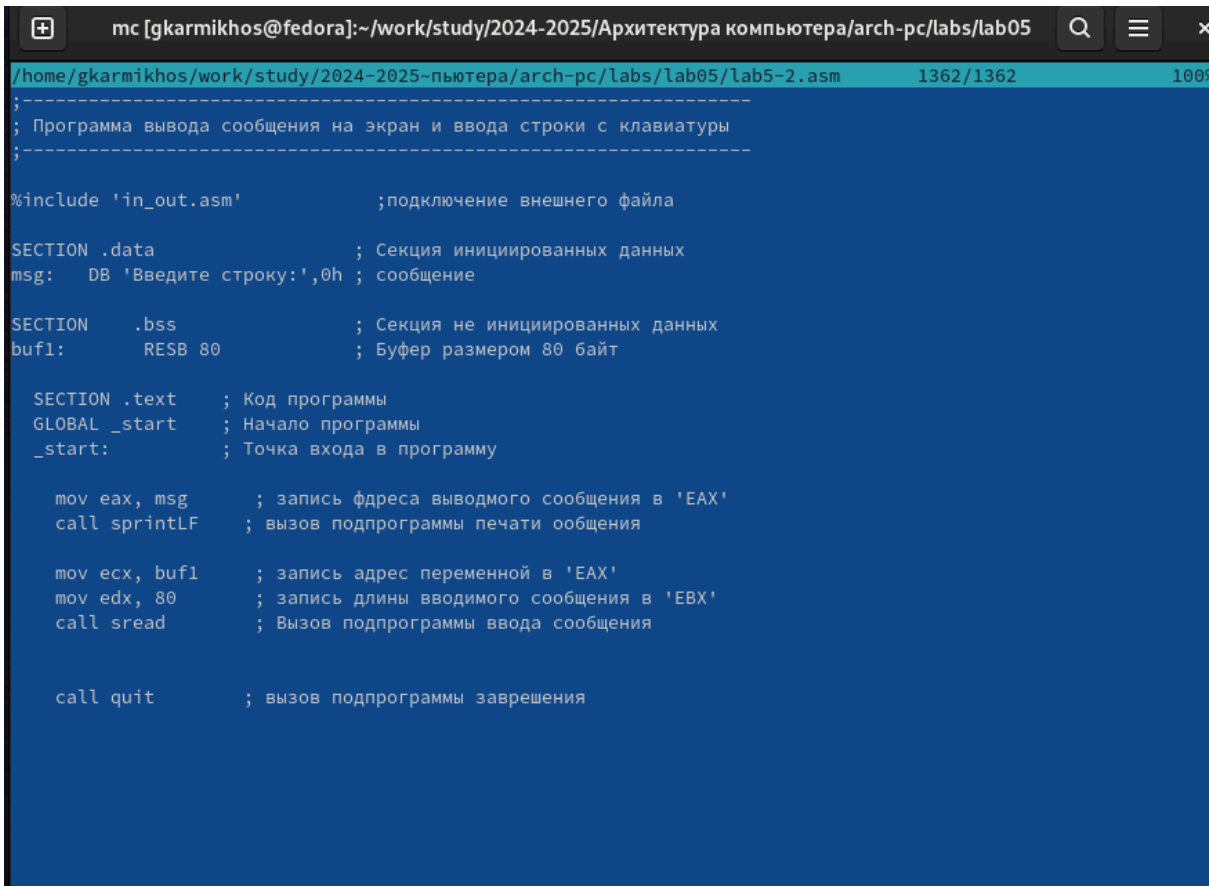 mc [gkarmikhos@fedora]:~/work/study/2024-2025/Архитектура компьютера/arch-pc/labs/lab05
/home/gkarmikhos/work/study/2024-2025~пьютера/arch-pc/labs/lab05/lab5-2.asm 1362/1362 100%
;------------------------------------------------------------------
; Программа вывода сообщения на экран и ввода строки с клавиатуры
;------------------------------------------------------------------
%include 'in_out.asm' ;подключение внешнего файла
SECTION .data ; Секция инициированных данных
msg: DB 'Введите строку:',0h ; сообщение
SECTION .bss ; Секция не инициированных данных
buf1: RESB 80 ; Буфер размером 80 байт
SECTION .text ; Код программы
GLOBAL _start ; Начало программы
_start: ; Точка входа в программу
mov eax, msg ; запись фдреса выводмого сообщения в 'EAX'
call sprintLF ; вызов подпрограммы печати ообщения
mov ecx, buf1 ; запись адрес переменной в 'EAX'
mov edx, 80 ; запись длины вводимого сообщения в 'EBX'
call sread ; Вызов подпрограммы ввода сообщения
call quit ; вызов подпрограммы заврешения